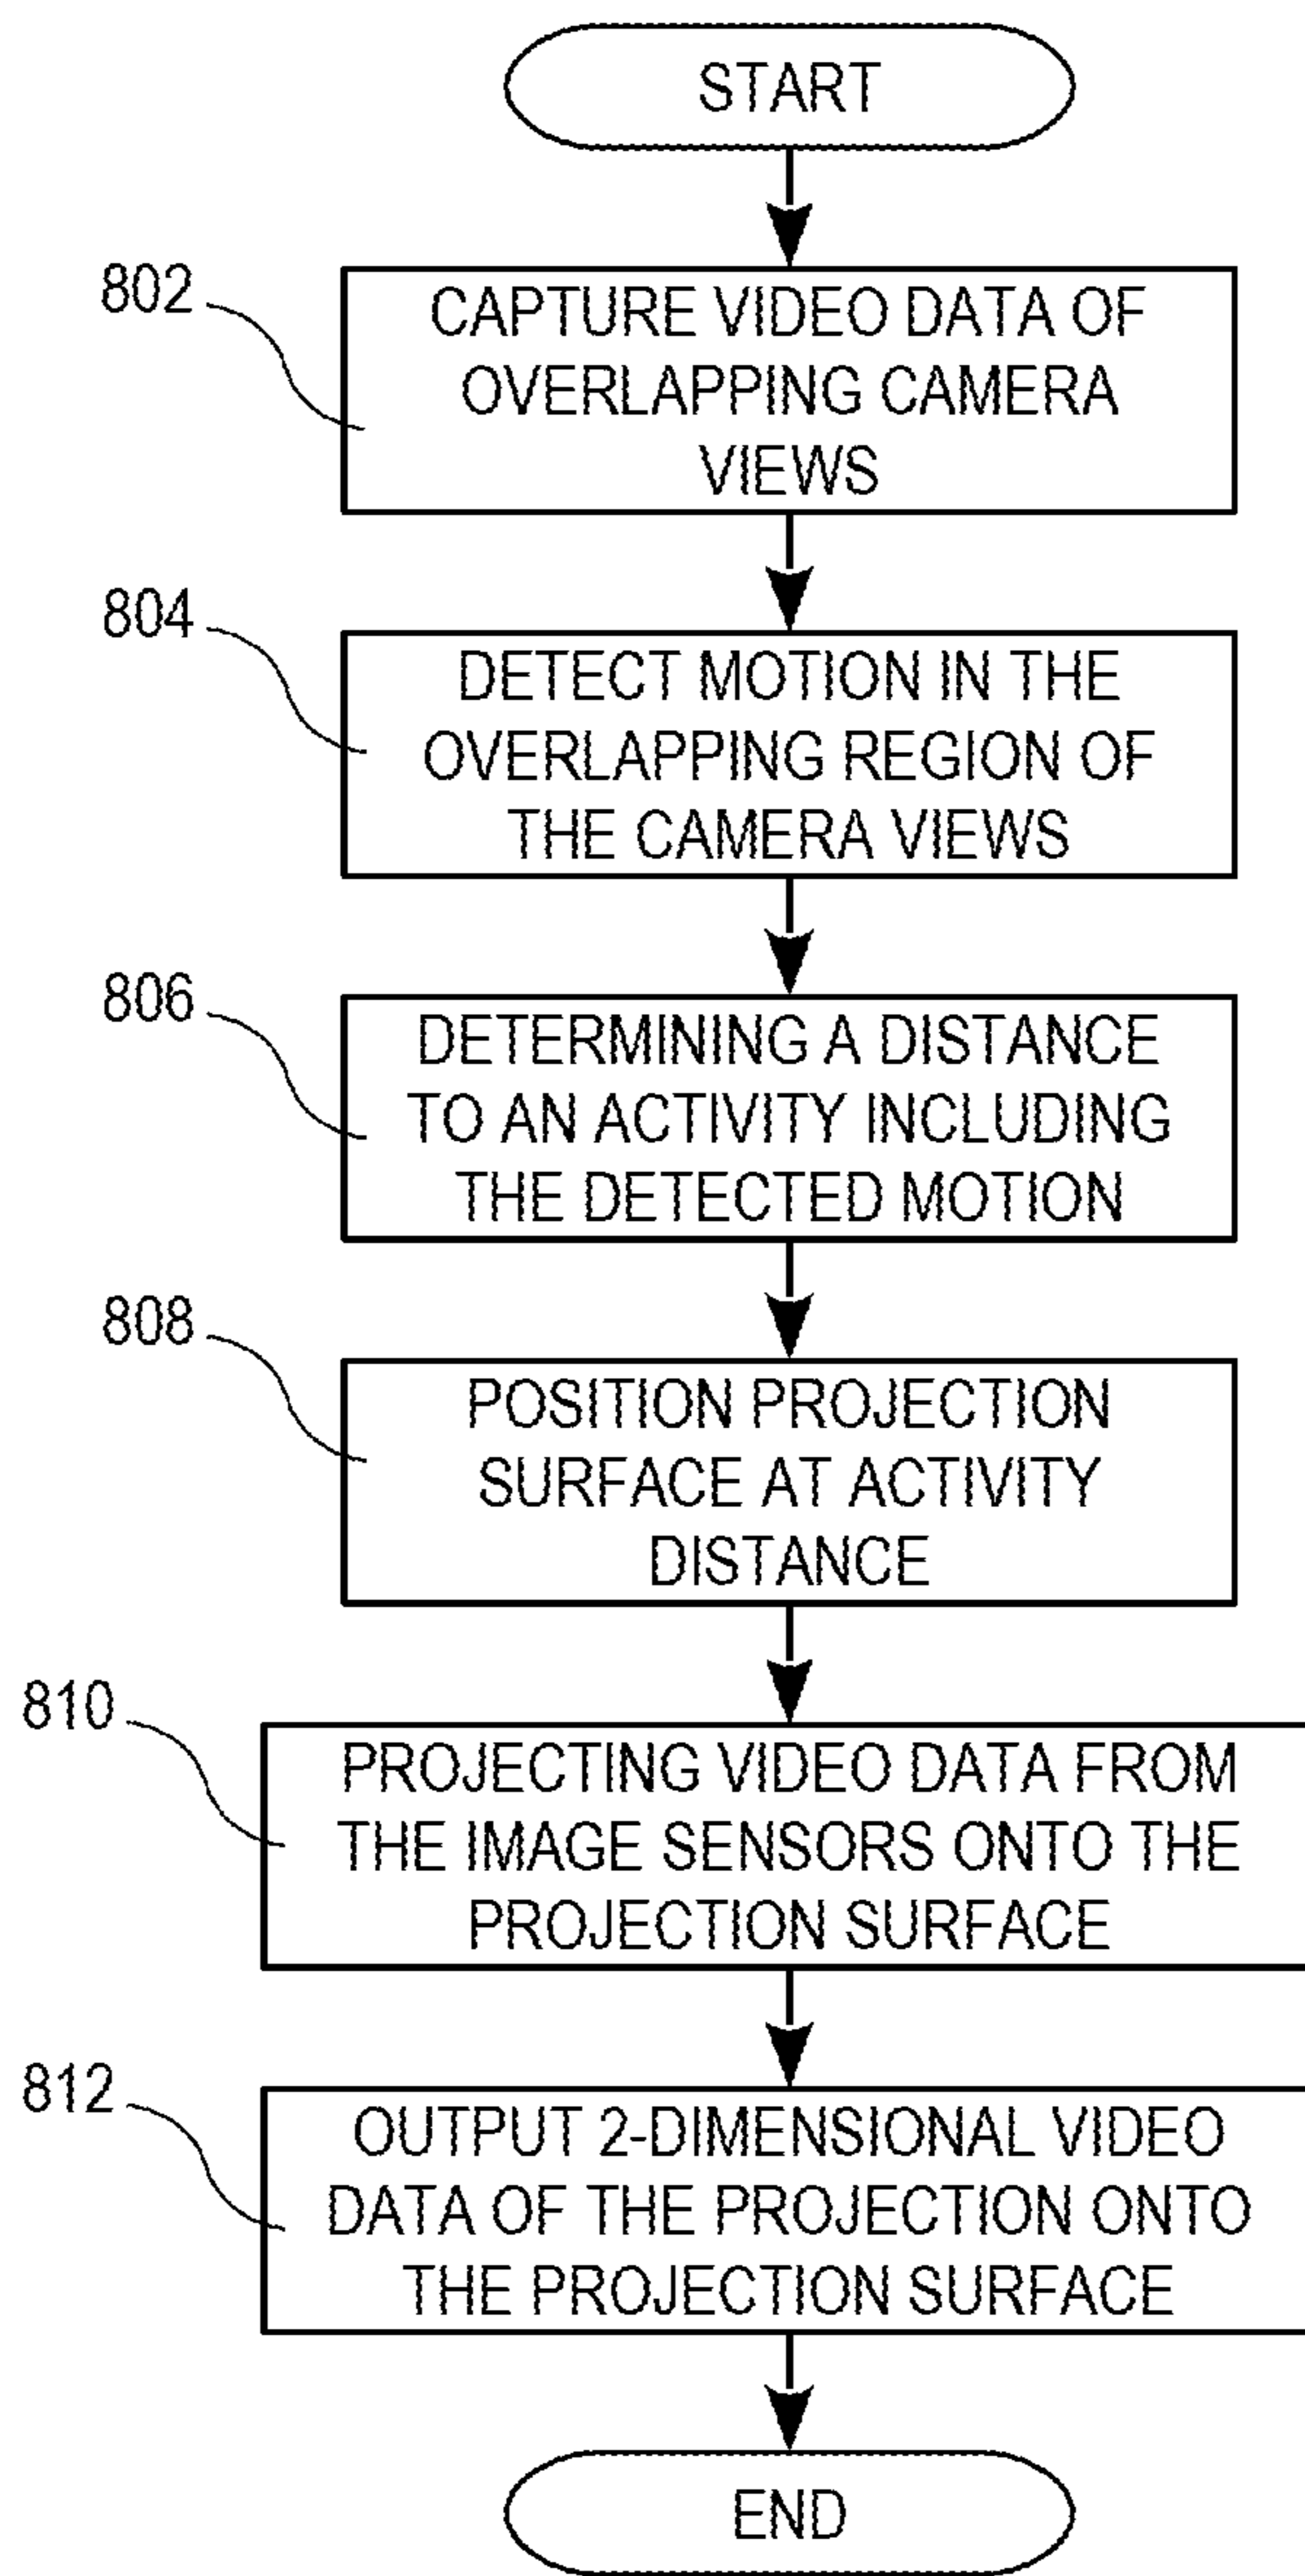 START
802
CAPTURE VIDEO DATA OF
OVERLAPPING CAMERA
VIEWS
804
DETECT MOTION IN THE
OVERLAPPING REGION OF
THE CAMERA VIEWS
806
DETERMINING A DISTANCE
TO AN ACTIVITY INCLUDING
THE DETECTED MOTION
808
POSITION PROJECTION
SURFACE AT ACTIVITY
DISTANCE
810
PROJECTING VIDEO DATA FROM
THE IMAGE SENSORS ONTO THE
PROJECTION SURFACE
812
OUTPUT 2-DIMENSIONAL VIDEO
DATA OF THE PROJECTION ONTO
THE PROJECTION SURFACE
END